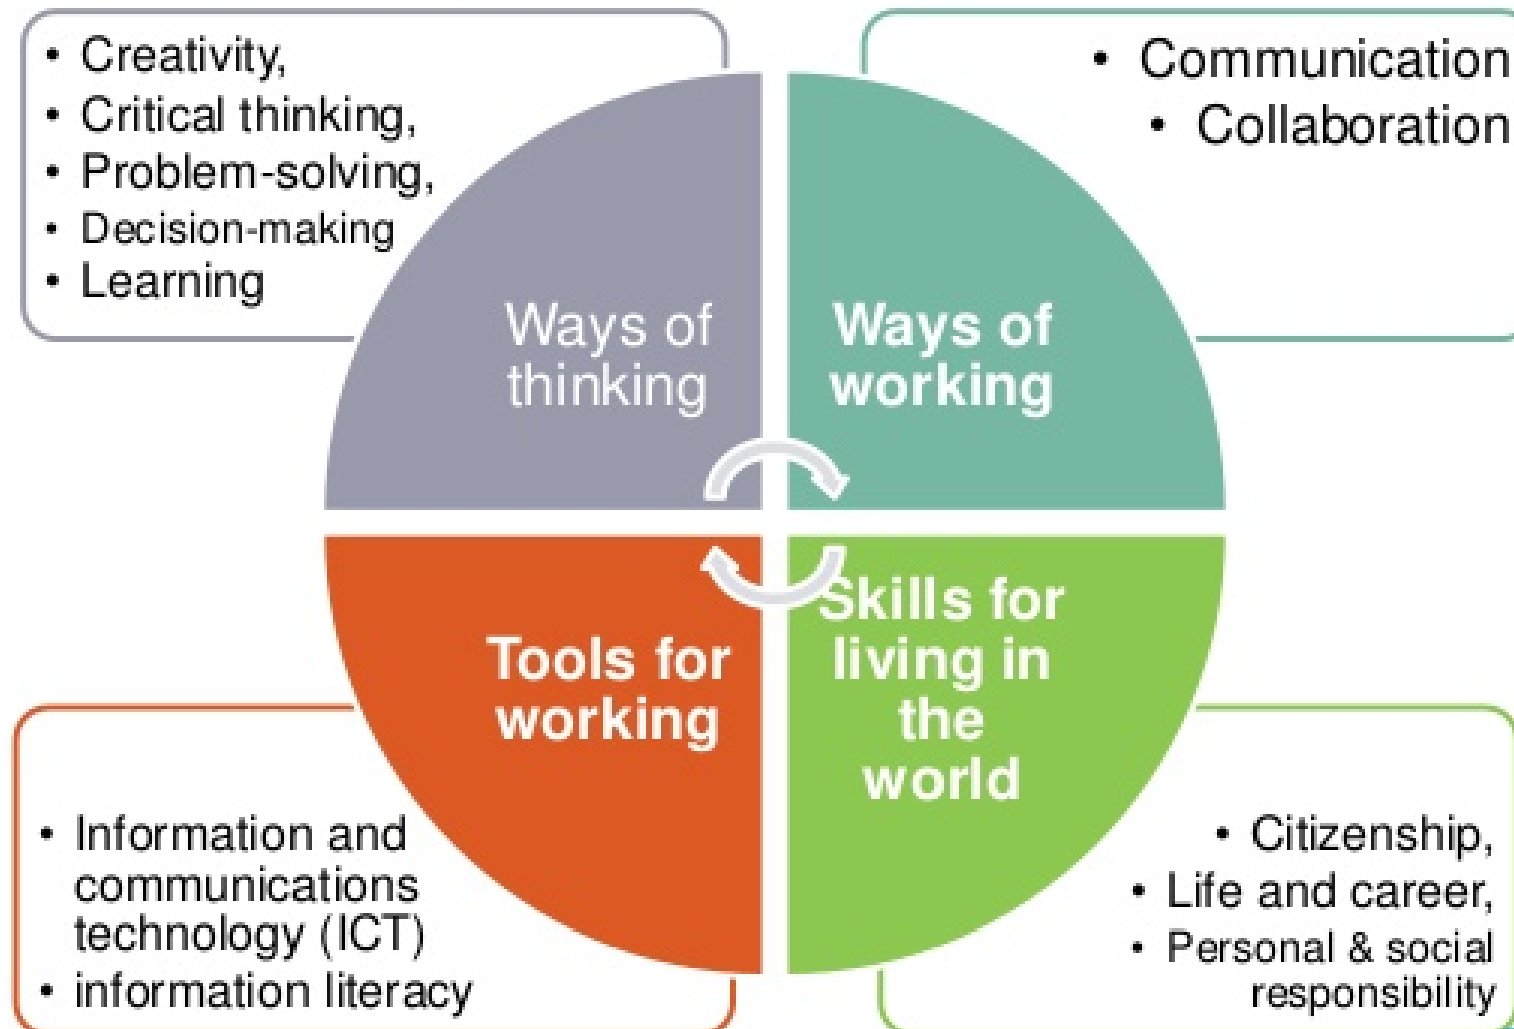 • Creativity,
• Critical thinking,
• Problem-solving,
• Decision-making
• Learning
• Communication
• Collaboration
Ways of
thinking
Ways of
working
Tools for
working
Skills for
living in
the
world
• Information and
communications
technology (ICT)
• information literacy
• Citizenship,
• Life and career,
• Personal & social
responsibility